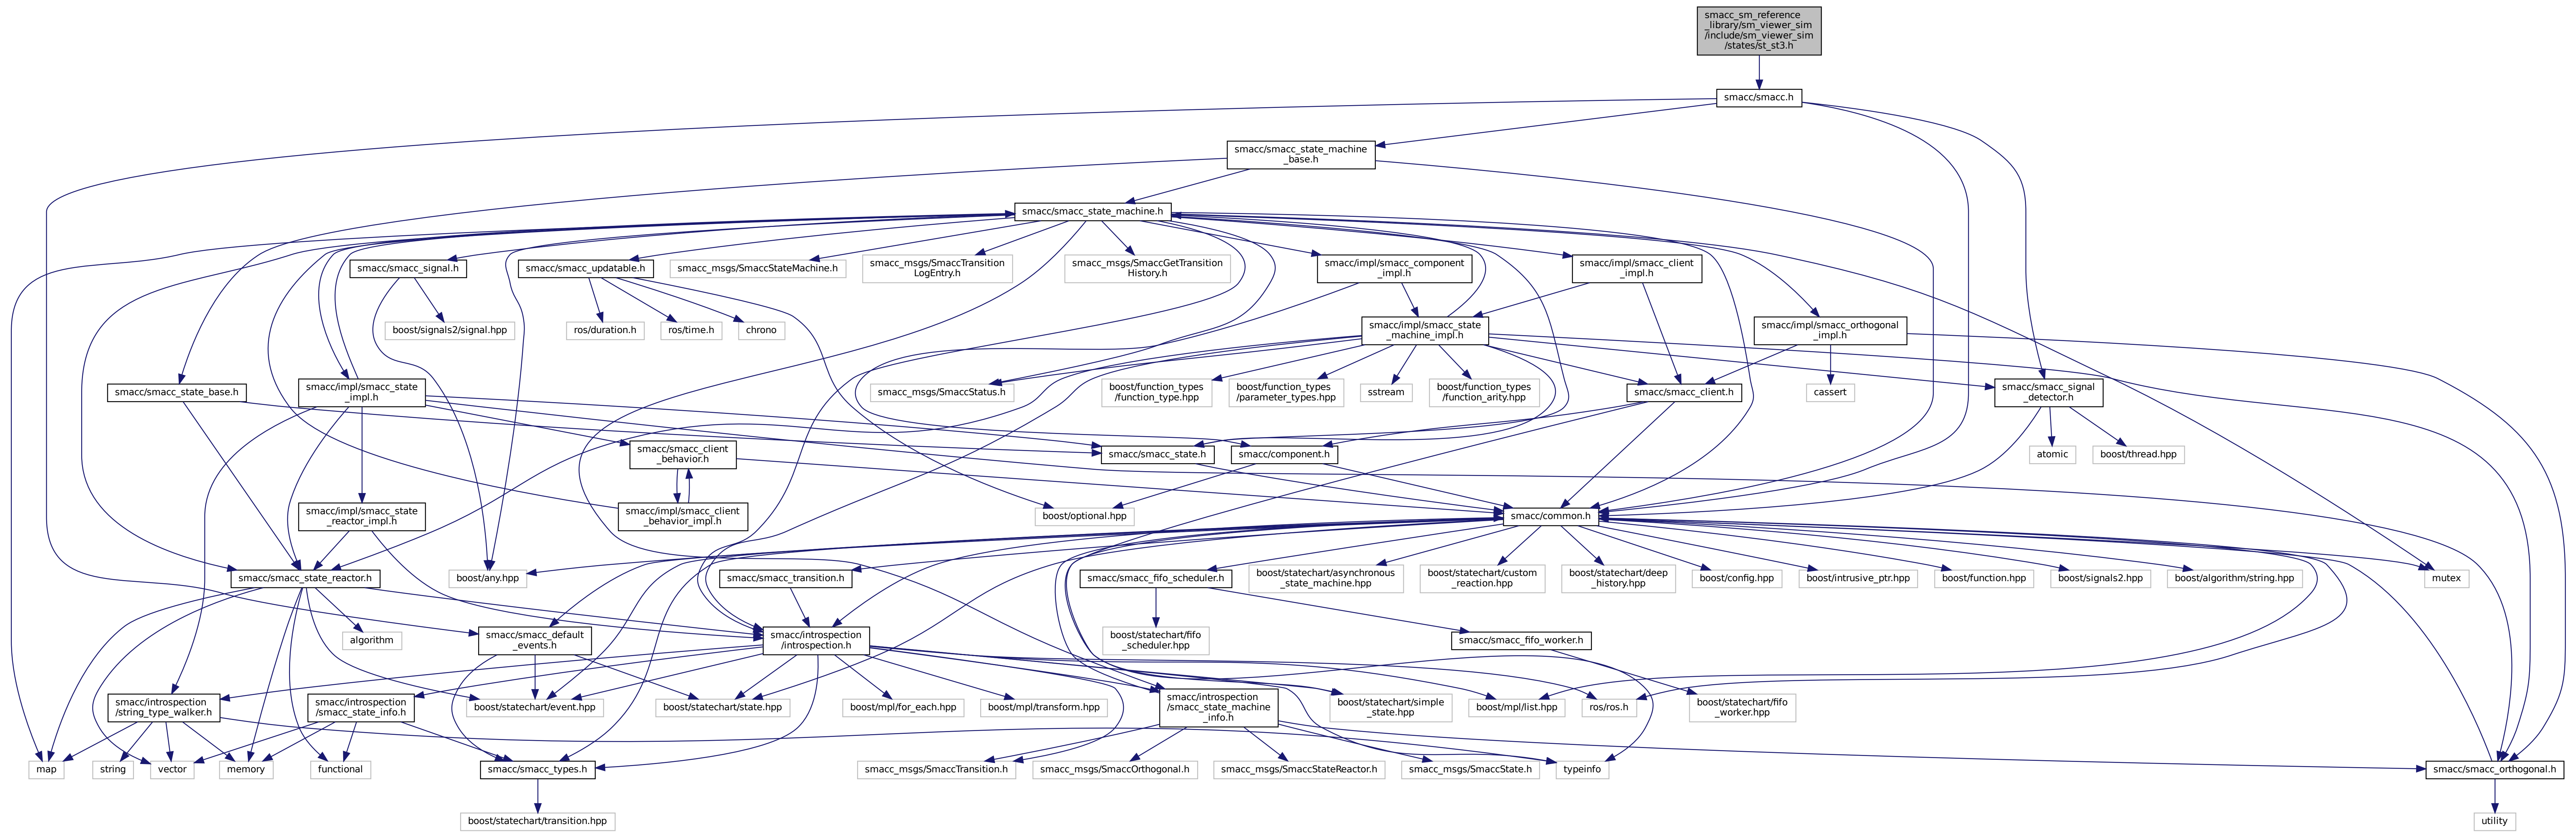 smacc_sm_reference
_library/sm_viewer_sim
/include/sm_viewer_sim
/states/st_st3.h
smacc/smacc.h
smacc/smacc_state_machine
_base.h
smacc/smacc_state_machine.h
smacc/smacc_signal.h
smacc/smacc_updatable.h
smacc_msgs/SmaccStateMachine.h
smacc_msgs/SmaccTransition
LogEntry.h
smacc_msgs/SmaccGetTransition
History.h
smacc/impl/smacc_component
_impl.h
smacc/impl/smacc_client
_impl.h
boost/signals2/signal.hpp
ros/duration.h
ros/time.h
chrono
smacc/impl/smacc_state
_machine_impl.h
smacc/impl/smacc_orthogonal
_impl.h
smacc/smacc_state_base.h
smacc/impl/smacc_state
_impl.h
smacc_msgs/SmaccStatus.h
boost/function_types
/function_type.hpp
boost/function_types
/parameter_types.hpp
sstream
boost/function_types
/function_arity.hpp
smacc/smacc_client.h
cassert
smacc/smacc_signal
_detector.h
smacc/smacc_client
_behavior.h
smacc/smacc_state.h
smacc/component.h
atomic
boost/thread.hpp
smacc/impl/smacc_state
_reactor_impl.h
smacc/impl/smacc_client
_behavior_impl.h
boost/optional.hpp
smacc/common.h
smacc/smacc_state_reactor.h
boost/any.hpp
smacc/smacc_transition.h
smacc/smacc_fifo_scheduler.h
boost/statechart/asynchronous
_state_machine.hpp
boost/statechart/custom
_reaction.hpp
boost/statechart/deep
_history.hpp
boost/config.hpp
boost/intrusive_ptr.hpp
boost/function.hpp
boost/signals2.hpp
boost/algorithm/string.hpp
mutex
algorithm
smacc/smacc_default
_events.h
smacc/introspection
/introspection.h
boost/statechart/fifo
_scheduler.hpp
smacc/smacc_fifo_worker.h
smacc/introspection
/string_type_walker.h
smacc/introspection
/smacc_state_info.h
boost/statechart/event.hpp
boost/statechart/state.hpp
boost/mpl/for_each.hpp
boost/mpl/transform.hpp
smacc/introspection
/smacc_state_machine
_info.h
boost/statechart/simple
_state.hpp
boost/mpl/list.hpp
ros/ros.h
boost/statechart/fifo
_worker.hpp
map
string
vector
memory
functional
smacc/smacc_types.h
smacc_msgs/SmaccTransition.h
smacc_msgs/SmaccOrthogonal.h
smacc_msgs/SmaccStateReactor.h
smacc_msgs/SmaccState.h
typeinfo
smacc/smacc_orthogonal.h
boost/statechart/transition.hpp
utility